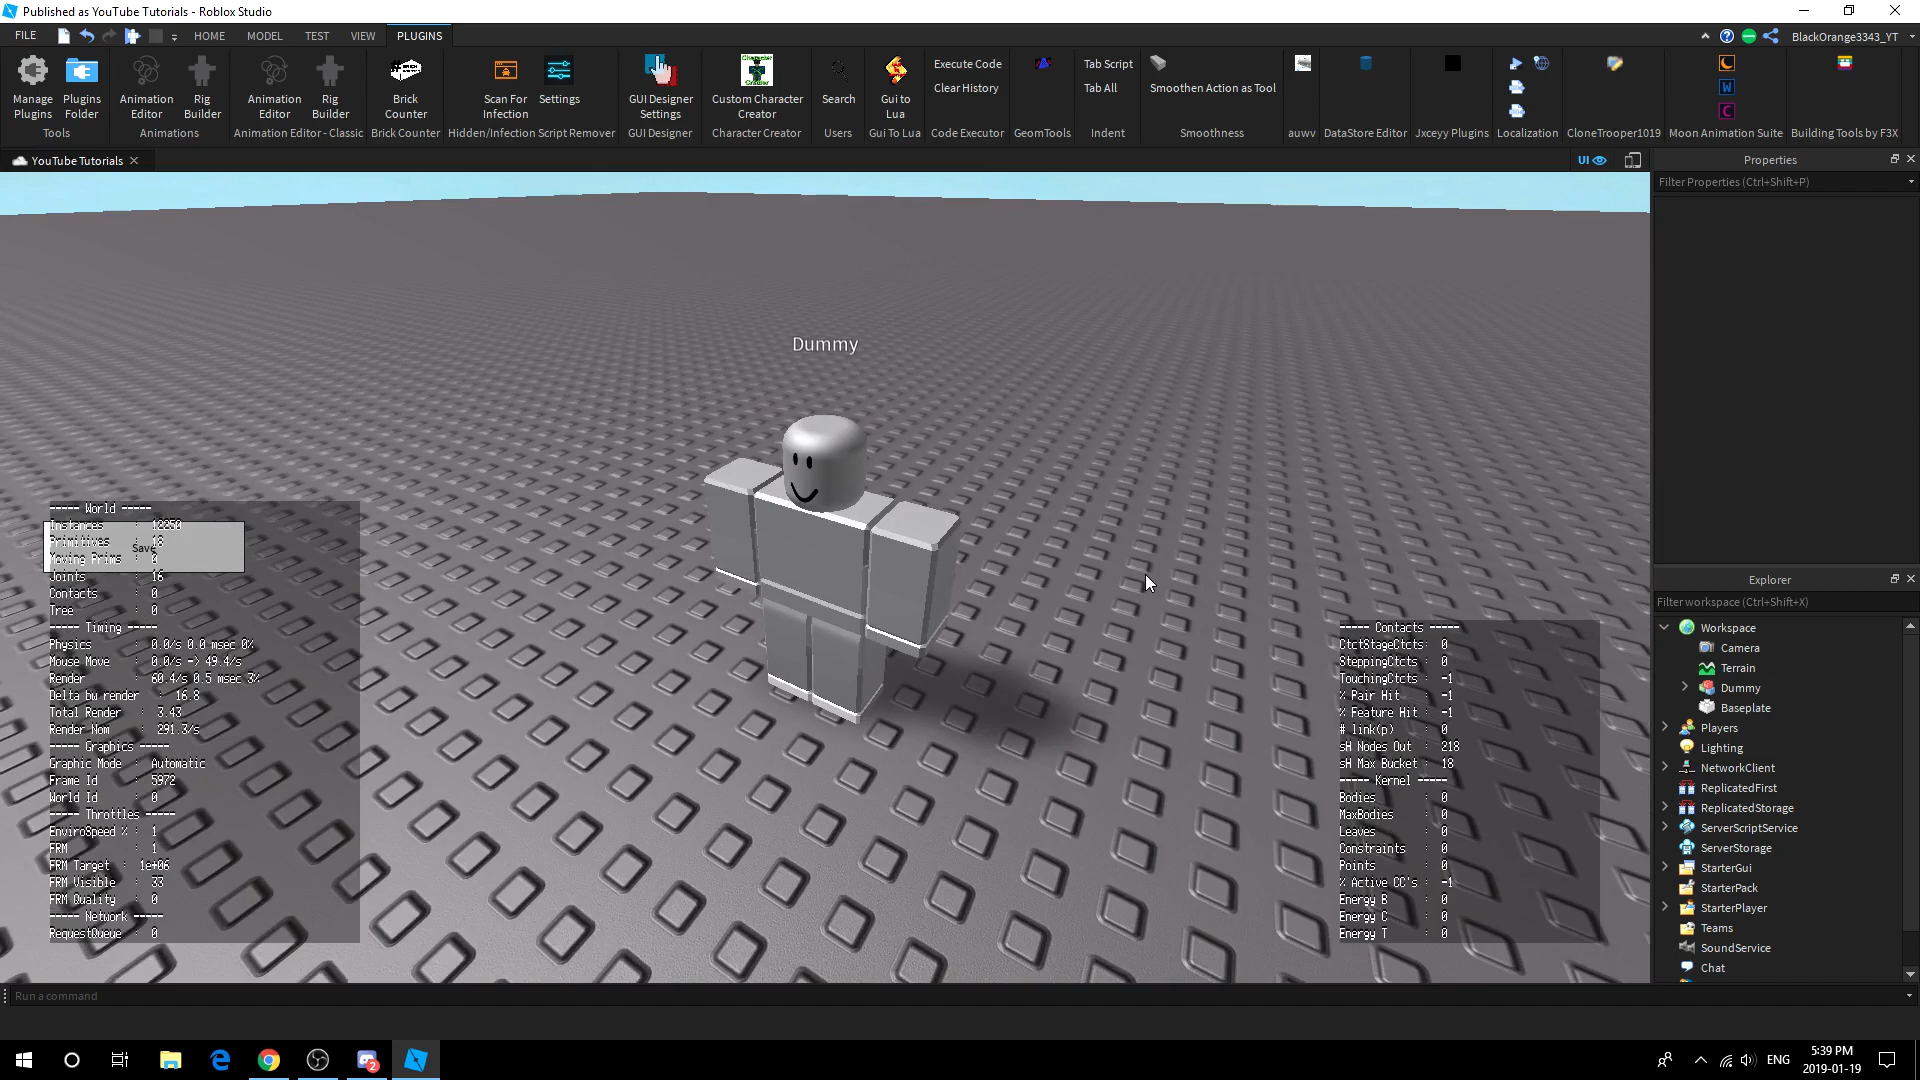 Published as YouTube Tutorials - Roblox Studio
FILE HOME MODEL TEST VIEW PLUGINS BlackOrange3343_YT
Manage Plugins
Plugins Folder
Tools
Animation Editor
Rig Builder
Animations
Animation Editor
Rig Builder
Animation Editor - Classic
Brick Counter
Brick Counter
Scan For Infection
Settings
Hidden/Infection Script Remover
GUI Designer Settings
GUI Designer
Custom Character Creator
Character Creator
Search
Users
Gui to Lua
Gui To Lua
Execute Code
Clear History
Code Executor
GeomTools
Tab Script
Tab All
Indent
Smoothen Action as Tool
Smoothness
auwv
DataStore Editor
Jxceyy Plugins
Localization
CloneTrooper1019
Moon Animation Suite
Building Tools by F3X
YouTube Tutorials
UI
Dummy
----- World -----
Instances : 12250
Primitives : 18
Save
Moving Prims : 0
Joints : 16
Contacts : 0
Tree : 0
----- Timing -----
Physics : 0.0/s 0.0 msec 0%
Mouse Move : 0.0/s -> 49.4/s
Render : 60.4/s 0.5 msec 3%
Delta bw render : 16.8
Total Render : 3.43
Render Nom : 291.3/s
----- Graphics -----
Graphic Mode : Automatic
Frame Id : 5972
World Id : 0
----- Throttles -----
EnviroSpeed % : 1
FRM : 1
FRM Target : 1e+06
FRM Visible : 33
FRM Quality : 0
----- Network -----
RequestQueue : 0
----- Contacts -----
CtctStageCtcts: 0
SteppingCtcts : 0
TouchingCtcts : -1
% Pair Hit : -1
% Feature Hit : -1
# link(p) : 0
sH Nodes Out : 218
sH Max Bucket : 18
----- Kernel -----
Bodies : 0
MaxBodies : 0
Leaves : 0
Constraints : 0
Points : 0
% Active CC's : -1
Energy B : 0
Energy C : 0
Energy T : 0
Properties
Filter Properties (Ctrl+Shift+P)
Explorer
Filter workspace (Ctrl+Shift+X)
Workspace
Camera
Terrain
Dummy
Baseplate
Players
Lighting
NetworkClient
ReplicatedFirst
ReplicatedStorage
ServerScriptService
ServerStorage
StarterGui
StarterPack
StarterPlayer
Teams
SoundService
Chat
Run a command
2
ENG
5:39 PM
2019-01-19